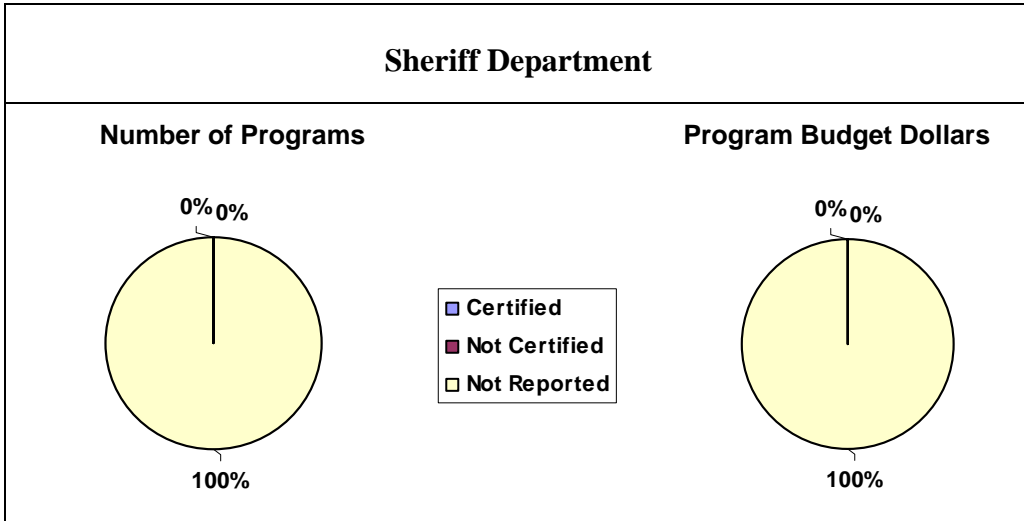 Sheriff Department
Number of Programs
0% 0%
100%
Certified
Not Certified
Not Reported
Program Budget Dollars
0% 0%
100%